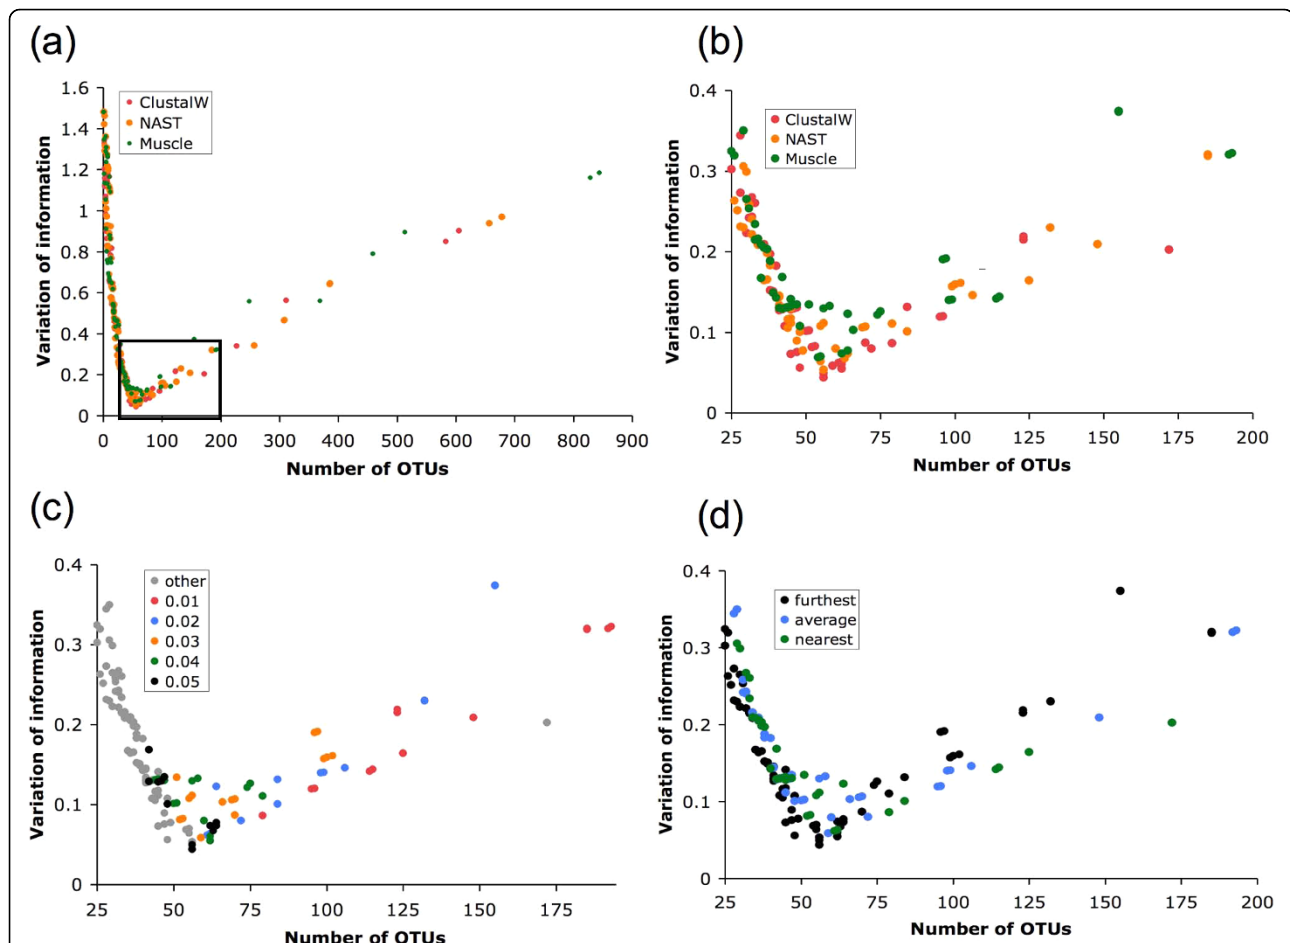 (a)
Variation of information
1.6
1.4
1.2
1
0.8
0.6
0.4
0.2
0
ClustalW
NAST
Muscle
0 100 200 300 400 500 600 700 800 900
Number of OTUs
(b)
Variation of information
0.4
0.3
0.2
0.1
0
ClustalW
NAST
Muscle
25 50 75 100 125 150 175 200
Number of OTUs
(c)
Variation of information
0.4
0.3
0.2
0.1
0
other
0.01
0.02
0.03
0.04
0.05
25 50 75 100 125 150 175
Number of OTUs
(d)
Variation of information
0.4
0.3
0.2
0.1
0
furthest
average
nearest
25 50 75 100 125 150 175 200
Number of OTUs